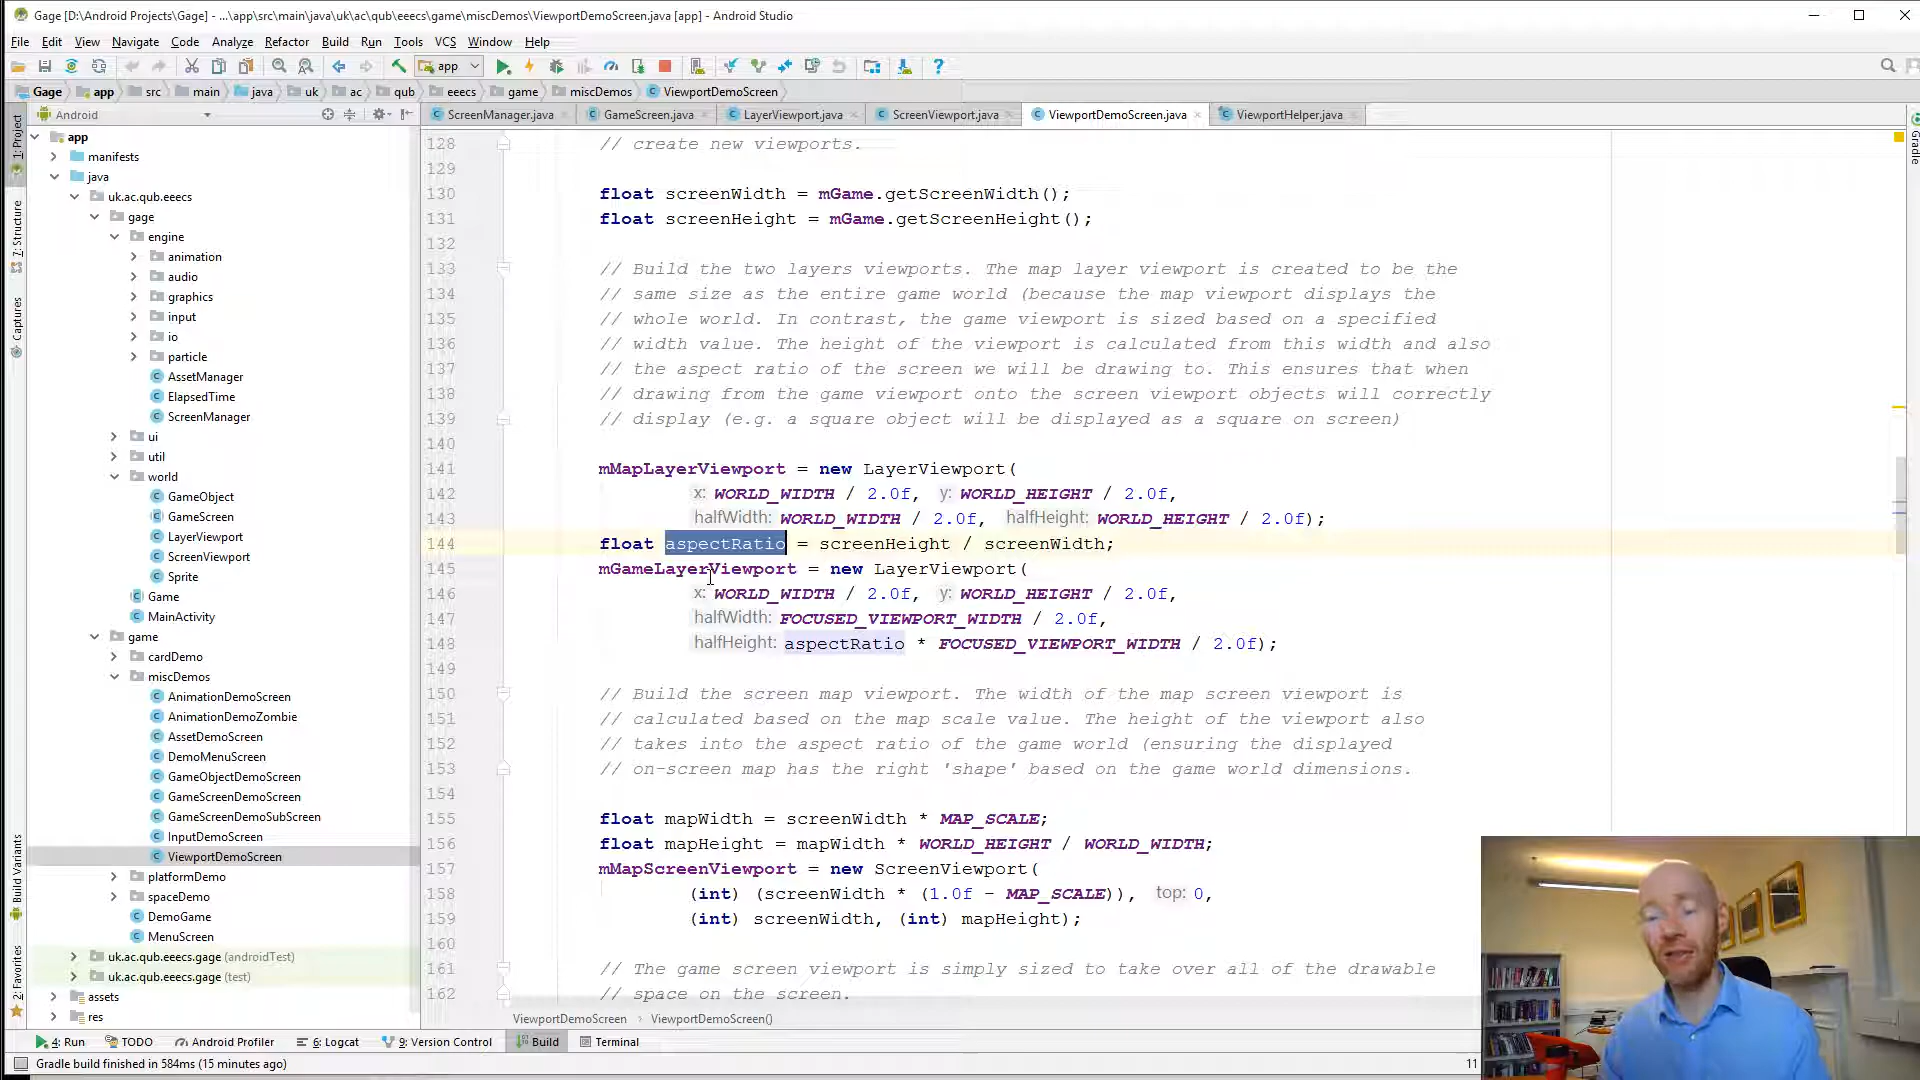 Gage [D:\Android Projects\Gage] - ...\app\src\main\java\uk\ac\qub\eeecs\game\miscDemos\ViewportDemoScreen.java [app] - Android Studio
File Edit View Navigate Code Analyze Refactor Build Run Tools VCS Window Help
app
Gage app src main java uk ac qub eeecs game miscDemos ViewportDemoScreen
Android
ScreenManager.java GameScreen.java LayerViewport.java ScreenViewport.java ViewportDemoScreen.java ViewportHelper.java
1: Project
7: Structure
Captures
Build Variants
2: Favorites
Gradle
app
manifests
java
uk.ac.qub.eeecs
gage
engine
animation
audio
graphics
input
io
particle
AssetManager
ElapsedTime
ScreenManager
ui
util
world
GameObject
GameScreen
LayerViewport
ScreenViewport
Sprite
Game
MainActivity
game
cardDemo
miscDemos
AnimationDemoScreen
AnimationDemoZombie
AssetDemoScreen
DemoMenuScreen
GameObjectDemoScreen
GameScreenDemoScreen
GameScreenDemoSubScreen
InputDemoScreen
ViewportDemoScreen
platformDemo
spaceDemo
DemoGame
MenuScreen
uk.ac.qub.eeecs.gage (androidTest)
uk.ac.qub.eeecs.gage (test)
assets
res
128 // create new viewports.
129
130 float screenWidth = mGame.getScreenWidth();
131 float screenHeight = mGame.getScreenHeight();
132
133 // Build the two layers viewports. The map layer viewport is created to be the
134 // same size as the entire game world (because the map viewport displays the
135 // whole world. In contrast, the game viewport is sized based on a specified
136 // width value. The height of the viewport is calculated from this width and also
137 // the aspect ratio of the screen we will be drawing to. This ensures that when
138 // drawing from the game viewport onto the screen viewport objects will correctly
139 // display (e.g. a square object will be displayed as a square on screen)
140
141 mMapLayerViewport = new LayerViewport(
142 x: WORLD_WIDTH / 2.0f, y: WORLD_HEIGHT / 2.0f,
143 halfWidth: WORLD_WIDTH / 2.0f, halfHeight: WORLD_HEIGHT / 2.0f);
144 float aspectRatio = screenHeight / screenWidth;
145 mGameLayerViewport = new LayerViewport(
146 x: WORLD_WIDTH / 2.0f, y: WORLD_HEIGHT / 2.0f,
147 halfWidth: FOCUSED_VIEWPORT_WIDTH / 2.0f,
148 halfHeight: aspectRatio * FOCUSED_VIEWPORT_WIDTH / 2.0f);
149
150 // Build the screen map viewport. The width of the map screen viewport is
151 // calculated based on the map scale value. The height of the viewport also
152 // takes into the aspect ratio of the game world (ensuring the displayed
153 // on-screen map has the right 'shape' based on the game world dimensions.
154
155 float mapWidth = screenWidth * MAP_SCALE;
156 float mapHeight = mapWidth * WORLD_HEIGHT / WORLD_WIDTH;
157 mMapScreenViewport = new ScreenViewport(
158 (int) (screenWidth * (1.0f - MAP_SCALE)), top: 0,
159 (int) screenWidth, (int) mapHeight);
160
161 // The game screen viewport is simply sized to take over all of the drawable
162 // space on the screen.
ViewportDemoScreen ViewportDemoScreen()
4: Run TODO Android Profiler 6: Logcat 9: Version Control Build Terminal
Gradle build finished in 584ms (15 minutes ago) 11